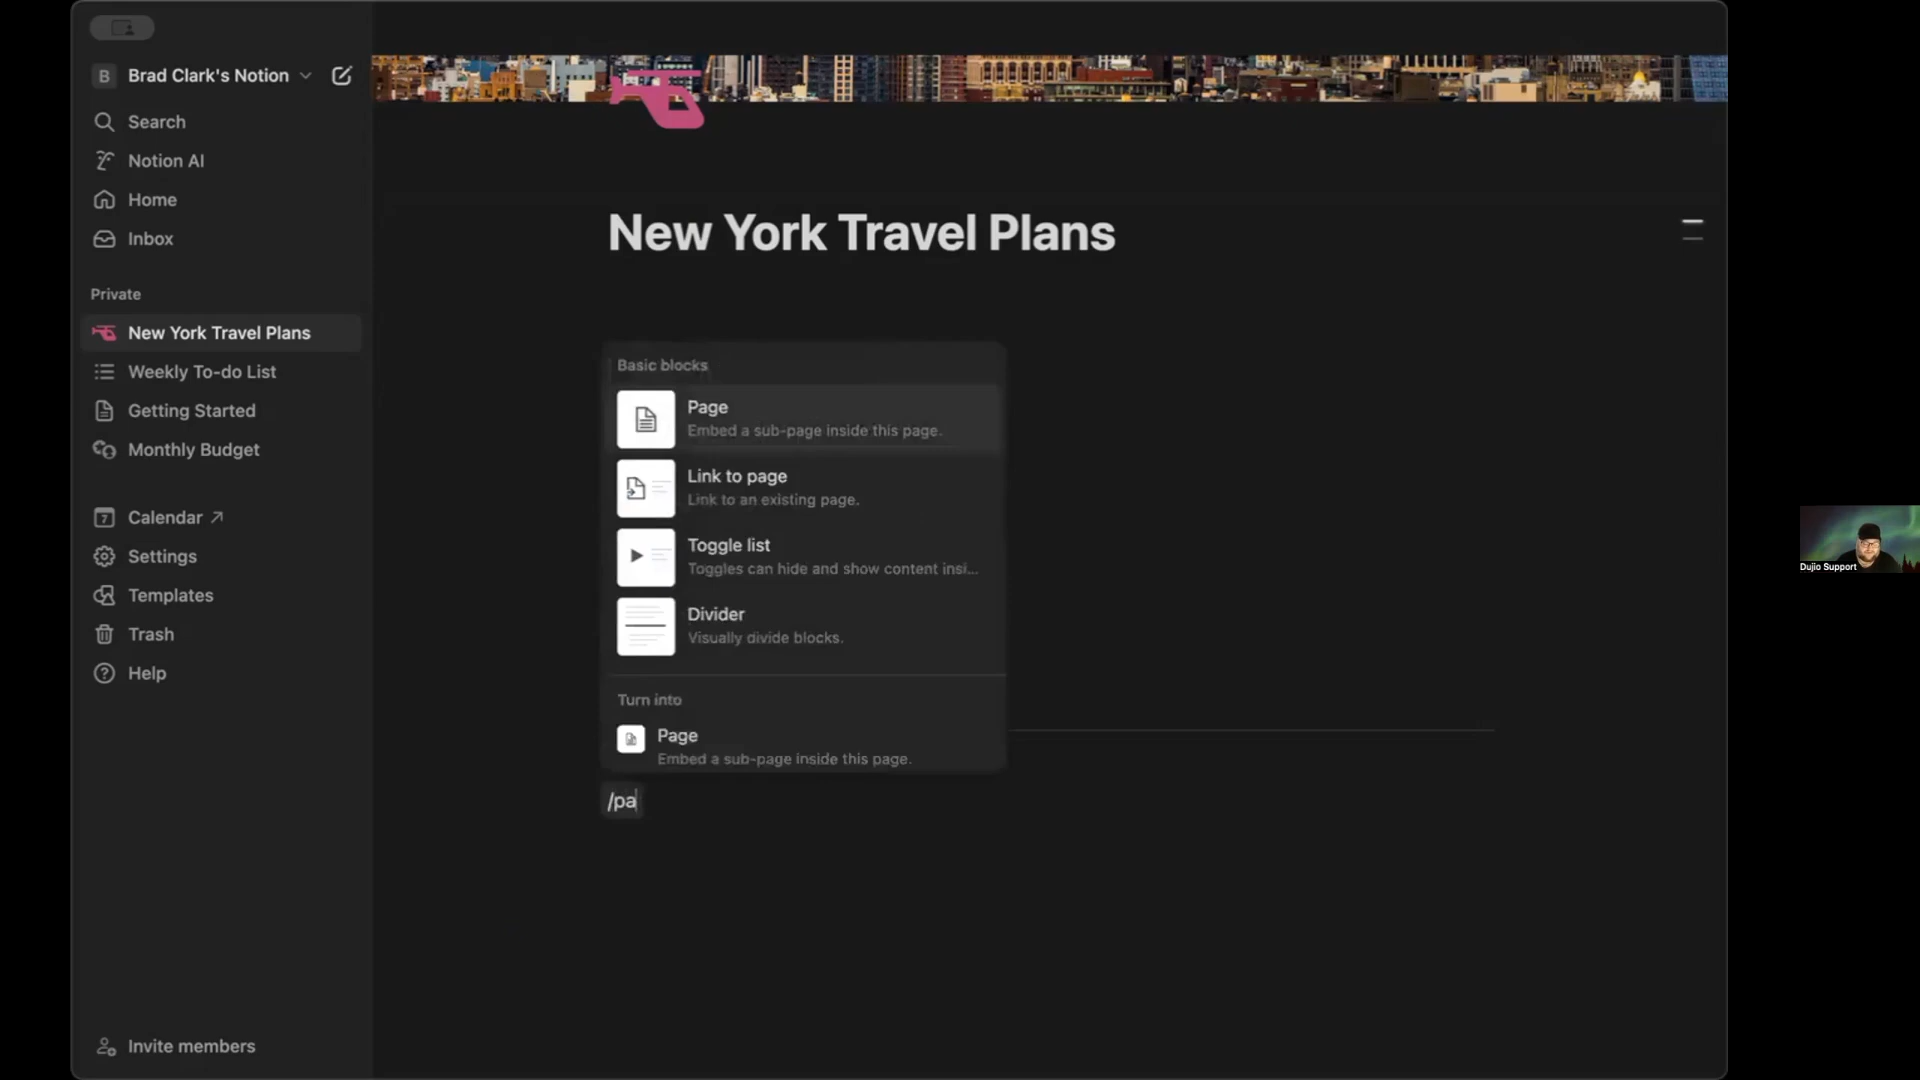 B Brad Clark's Notion
Search
Notion AI
Home
Inbox
Private
New York Travel Plans
Weekly To-do List
Getting Started
Monthly Budget
7 Calendar ↗
Settings
Templates
Trash
Help
Invite members
New York Travel Plans
Basic blocks
Page
Embed a sub-page inside this page.
Link to page
Link to an existing page.
Toggle list
Toggles can hide and show content insi...
Divider
Visually divide blocks.
Turn into
Page
Embed a sub-page inside this page.
/pa
Dujio Support